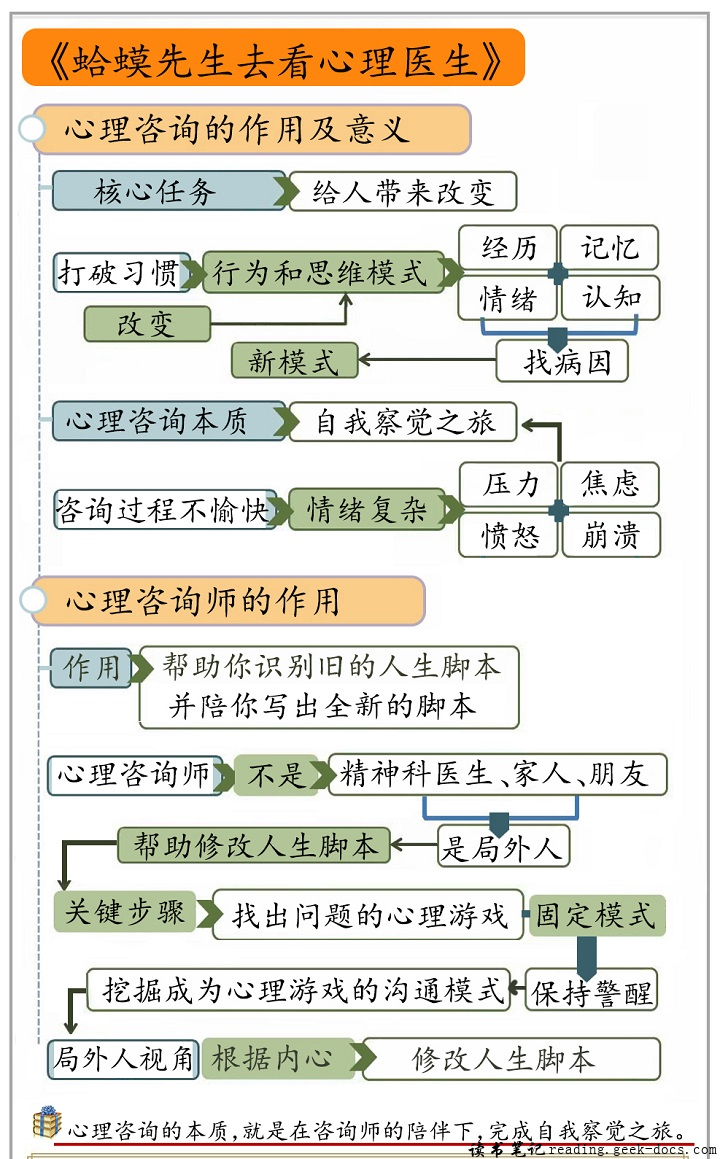 《蛤蟆先生去看心理医生》
心理咨询的作用及意义
核心任务
给人带来改变
打破习惯
行为和思维模式
经历
记忆
情绪
认知
改变
新模式
找病因
心理咨询本质
自我察觉之旅
咨询过程不愉快
情绪复杂
压力
焦虑
愤怒
崩溃
心理咨询师的作用
作用
帮助你识别旧的人生脚本
并陪你写出全新的脚本
心理咨询师
不是
精神科医生、家人、朋友
帮助修改人生脚本
是局外人
关键步骤
找出问题的心理游戏
固定模式
挖掘成为心理游戏的沟通模式
保持警醒
局外人视角
根据内心
修改人生脚本
心理咨询的本质,就是在咨询师的陪伴下,完成自我察觉之旅。
读书笔记reading.geek-docs.com